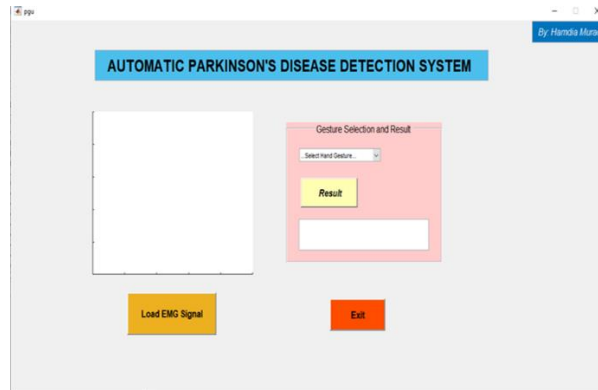 pgu
By: Hamdia Mura
AUTOMATIC PARKINSON'S DISEASE DETECTION SYSTEM
Gesture Selection and Result
..Select Hand Gesture...
Result
Load EMG Signal
Exit